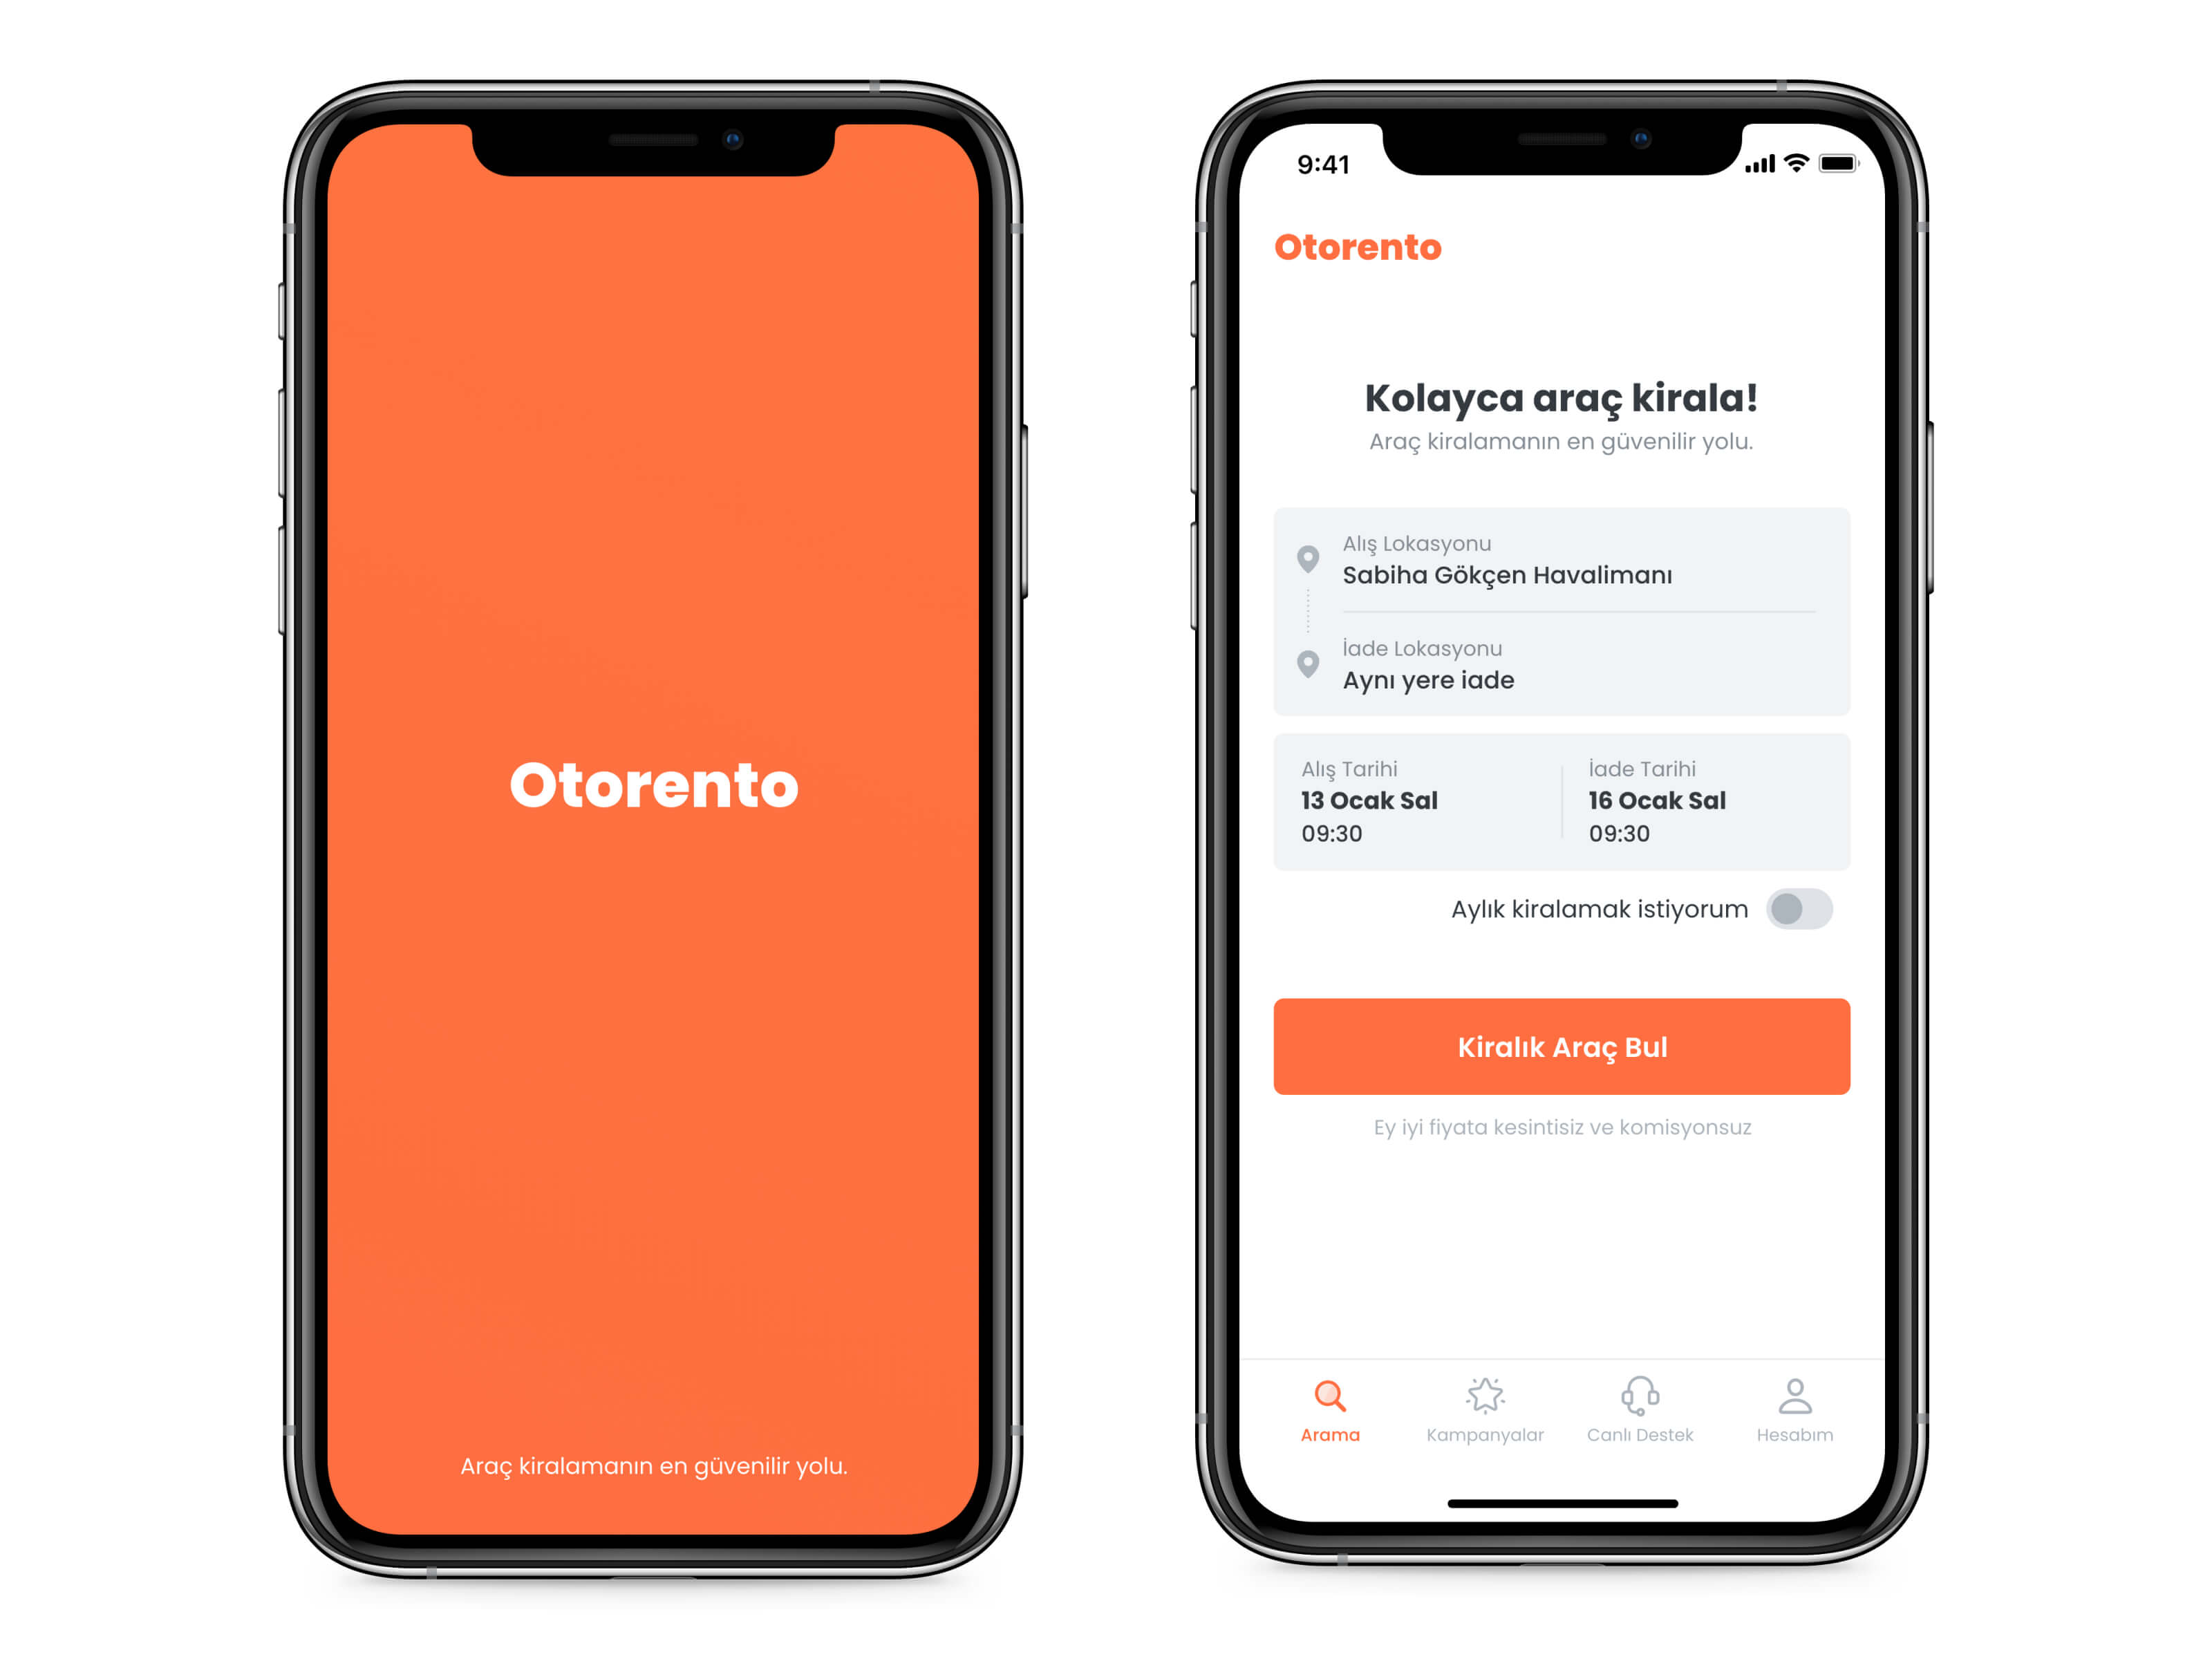 Otorento
Araç kiralamanın en güvenilir yolu.
9:41
Otorento
Kolayca araç kirala!
Araç kiralamanın en güvenilir yolu.
Alış Lokasyonu
Sabiha Gökçen Havalimanı
İade Lokasyonu
Aynı yere iade
Alış Tarihi
13 Ocak Sal
09:30
İade Tarihi
16 Ocak Sal
09:30
Aylık kiralamak istiyorum
Kiralık Araç Bul
Ey iyi fiyata kesintisiz ve komisyonsuz
Arama
Kampanyalar
Canlı Destek
Hesabım